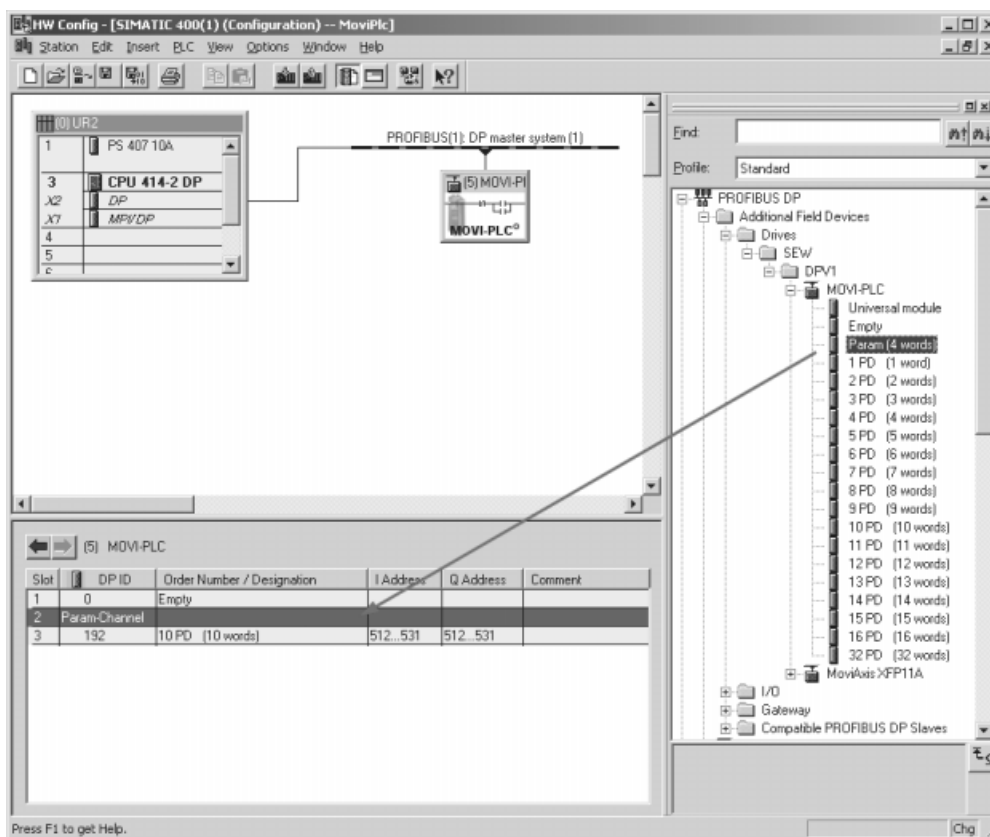 HW Config - [SIMATIC 400(1) (Configuration) -- MoviPlc]
Station Edit Insert PLC View Options Window Help
(0) UR2
1 PS 407 10A
3 CPU 414-2 DP
X2 DP
X1 MPI/DP
4
5
6
PROFIBUS(1): DP master system (1)
(5) MOVI-Pl
MOVI-PLC®
Find:
Profile: Standard
PROFIBUS DP
Additional Field Devices
Drives
SEW
DPV1
MOVI-PLC
Universal module
Empty
Param (4 words)
1 PD (1 word)
2 PD (2 words)
3 PD (3 words)
4 PD (4 words)
5 PD (5 words)
6 PD (6 words)
7 PD (7 words)
8 PD (8 words)
9 PD (9 words)
10 PD (10 words)
11 PD (11 words)
12 PD (12 words)
13 PD (13 words)
14 PD (14 words)
15 PD (15 words)
16 PD (16 words)
32 PD (32 words)
MoviAxis XFP11A
I/O
Gateway
Compatible PROFIBUS DP Slaves
(5) MOVI-PLC
Slot DP ID Order Number / Designation I Address Q Address Comment
1 0 Empty
2 Param-Channel
3 192 10 PD (10 words) 512...531 512...531
Press F1 to get Help.
Chg